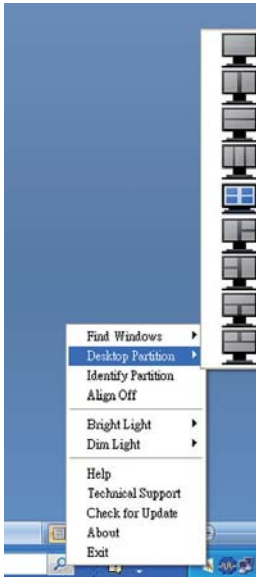 Find Windows
Desktop Partition
Identify Partition
Align Off
Bright Light
Dim Light
Help
Technical Support
Check for Update
About
Exit